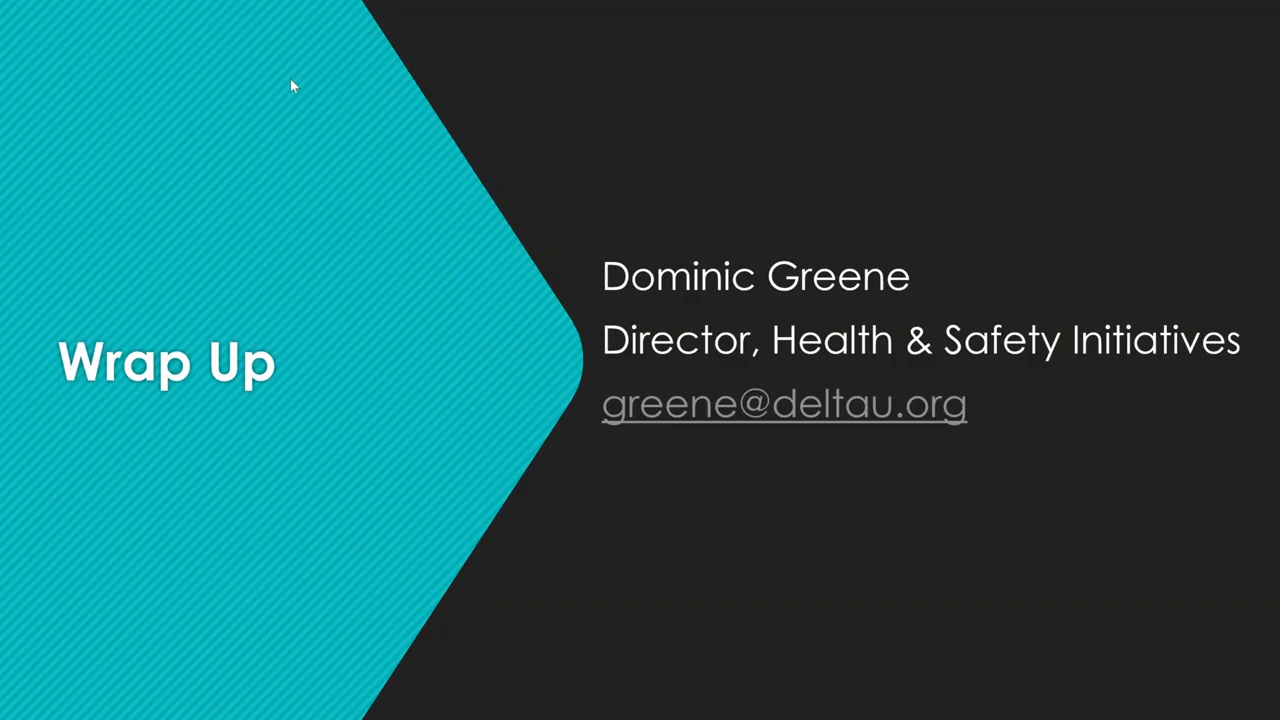 Wrap Up
Dominic Greene
Director, Health & Safety Initiatives
greene@deltau.org